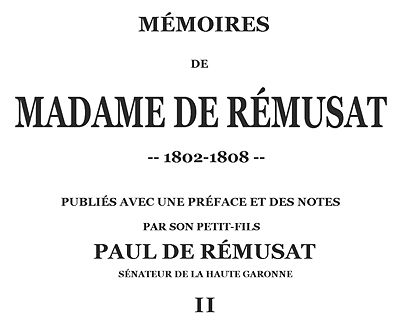 MÉMOIRES
DE
MADAME DE RÉMUSAT
-- 1802-1808 --
PUBLIÉS AVEC UNE PRÉFACE ET DES NOTES
PAR SON PETIT-FILS
PAUL DE RÉMUSAT
SÉNATEUR DE LA HAUTE GARONNE
II